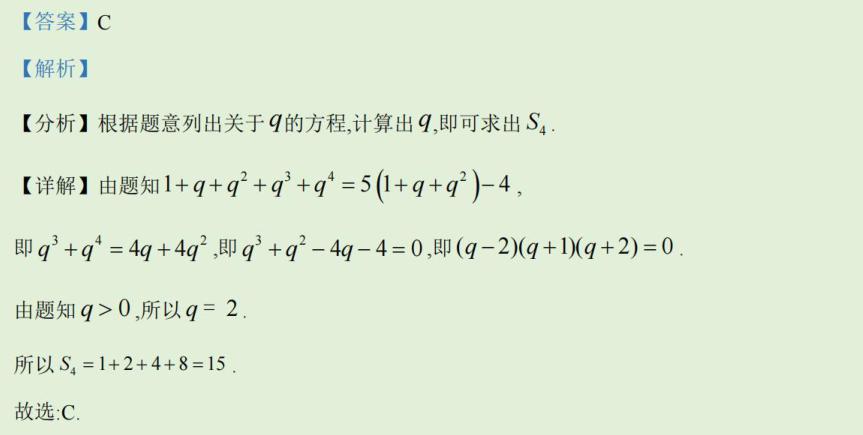 【答案】C
【解析】
【分析】根据题意列出关于q的方程,计算出q,即可求出S₄.
【详解】由题知1+q+q²+q³+q⁴=5(1+q+q²)−4,
即q³+q⁴=4q+4q²,即q³+q²−4q−4=0,即(q−2)(q+1)(q+2)=0.
由题知q>0,所以q= 2.
所以S₄=1+2+4+8=15.
故选:C.